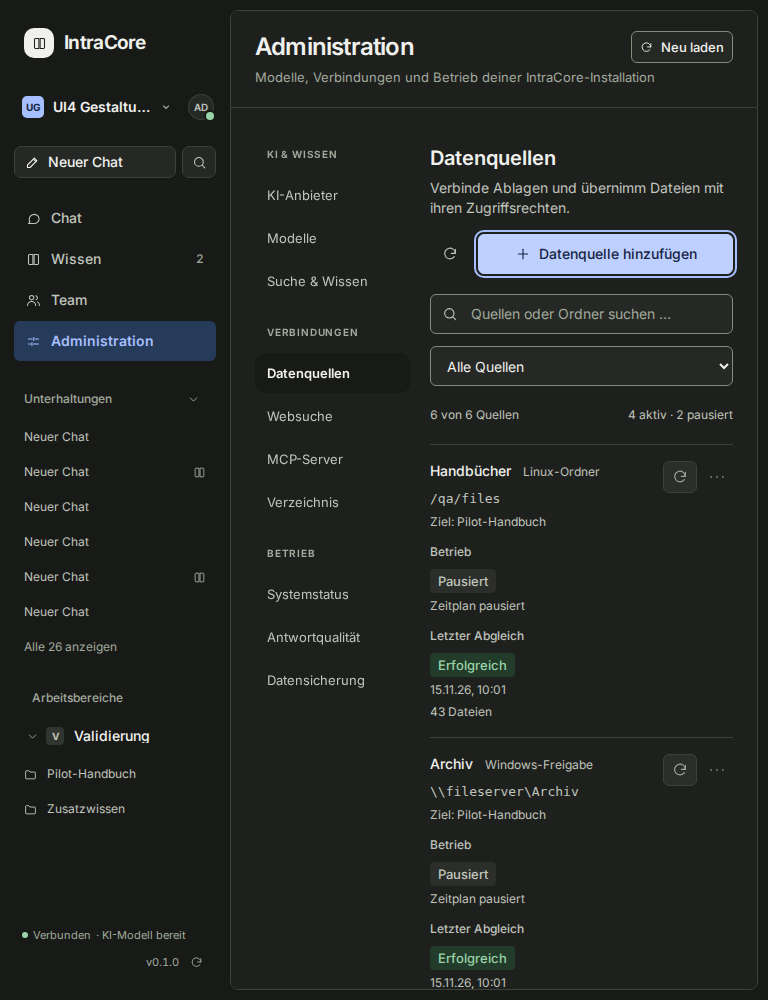 IntraCore
UG UI4 Gestaltu... AD
Neuer Chat
Chat
Wissen 2
Team
Administration
Unterhaltungen
Neuer Chat
Neuer Chat
Neuer Chat
Neuer Chat
Neuer Chat
Neuer Chat
Alle 26 anzeigen
Arbeitsbereiche
V Validierung
Pilot-Handbuch
Zusatzwissen
Verbunden · KI-Modell bereit
v0.1.0
Administration
Neu laden
Modelle, Verbindungen und Betrieb deiner IntraCore-Installation
KI & WISSEN
KI-Anbieter
Modelle
Suche & Wissen
VERBINDUNGEN
Datenquellen
Websuche
MCP-Server
Verzeichnis
BETRIEB
Systemstatus
Antwortqualität
Datensicherung
Datenquellen
Verbinde Ablagen und übernimm Dateien mit
ihren Zugriffsrechten.
Datenquelle hinzufügen
Quellen oder Ordner suchen ...
Alle Quellen
6 von 6 Quellen 4 aktiv · 2 pausiert
Handbücher Linux-Ordner
/qa/files
Ziel: Pilot-Handbuch
Betrieb
Pausiert
Zeitplan pausiert
Letzter Abgleich
Erfolgreich
15.11.26, 10:01
43 Dateien
Archiv Windows-Freigabe
\\fileserver\Archiv
Ziel: Pilot-Handbuch
Betrieb
Pausiert
Zeitplan pausiert
Letzter Abgleich
Erfolgreich
15.11.26, 10:01